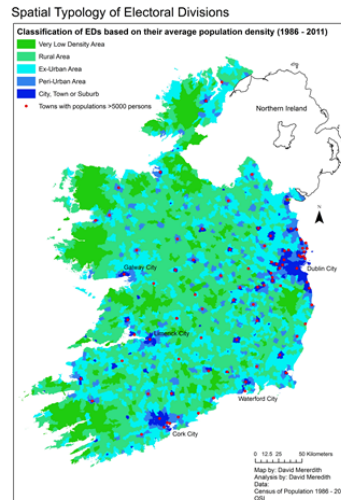 Spatial Typology of Electoral Divisions
Classification of EDs based on their average population density (1986 - 2011)
Very Low Density Area
Rural Area
Ex-Urban Area
Peri-Urban Area
City, Town or Suburb
Towns with populations >5000 persons
Northern Ireland
Galway City
Dublin City
Limerick City
Waterford City
Cork City
0 12.5 25 50 Kilometers
Map by: David Mererdith
Analysis by: David Meredith
Data:
Census of Population 1986 - 20
OSI